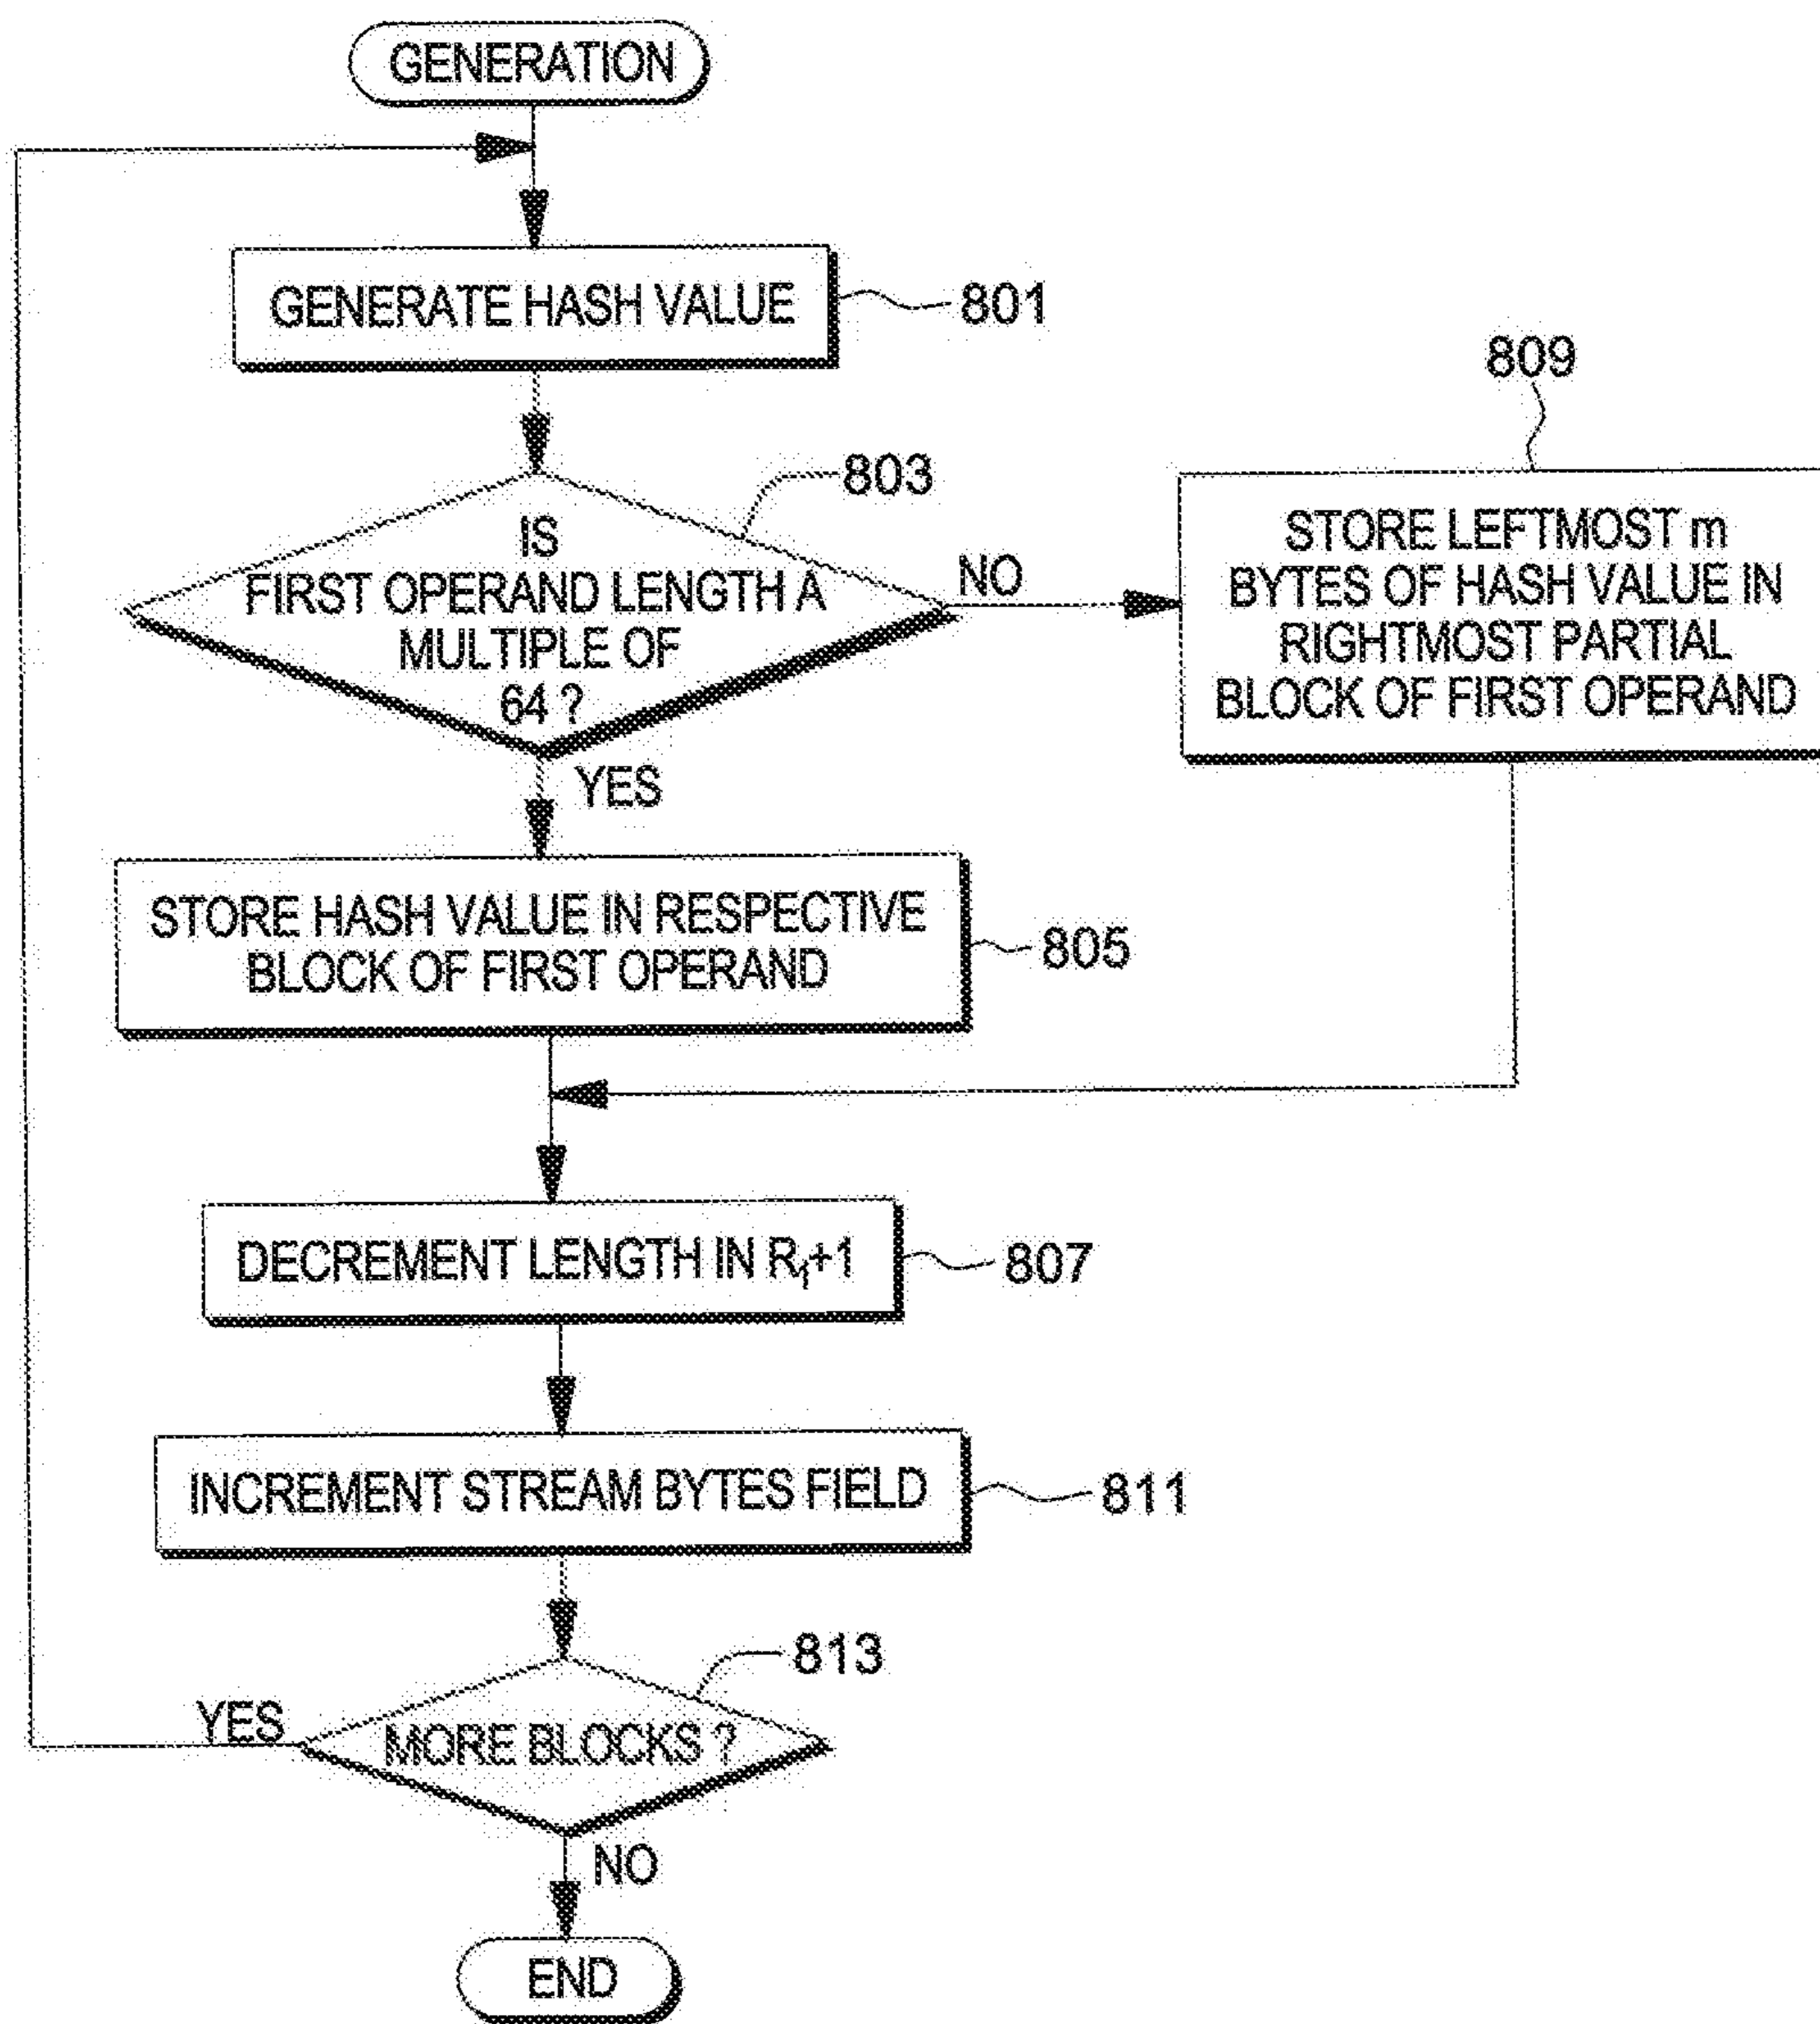 GENERATION
GENERATE HASH VALUE
801
803
IS
FIRST OPERAND LENGTH A
MULTIPLE OF
64 ?
NO
809
STORE LEFTMOST m
BYTES OF HASH VALUE IN
RIGHTMOST PARTIAL
BLOCK OF FIRST OPERAND
YES
STORE HASH VALUE IN RESPECTIVE
BLOCK OF FIRST OPERAND
805
DECREMENT LENGTH IN R₁+1
807
INCREMENT STREAM BYTES FIELD
811
813
MORE BLOCKS ?
YES
NO
END